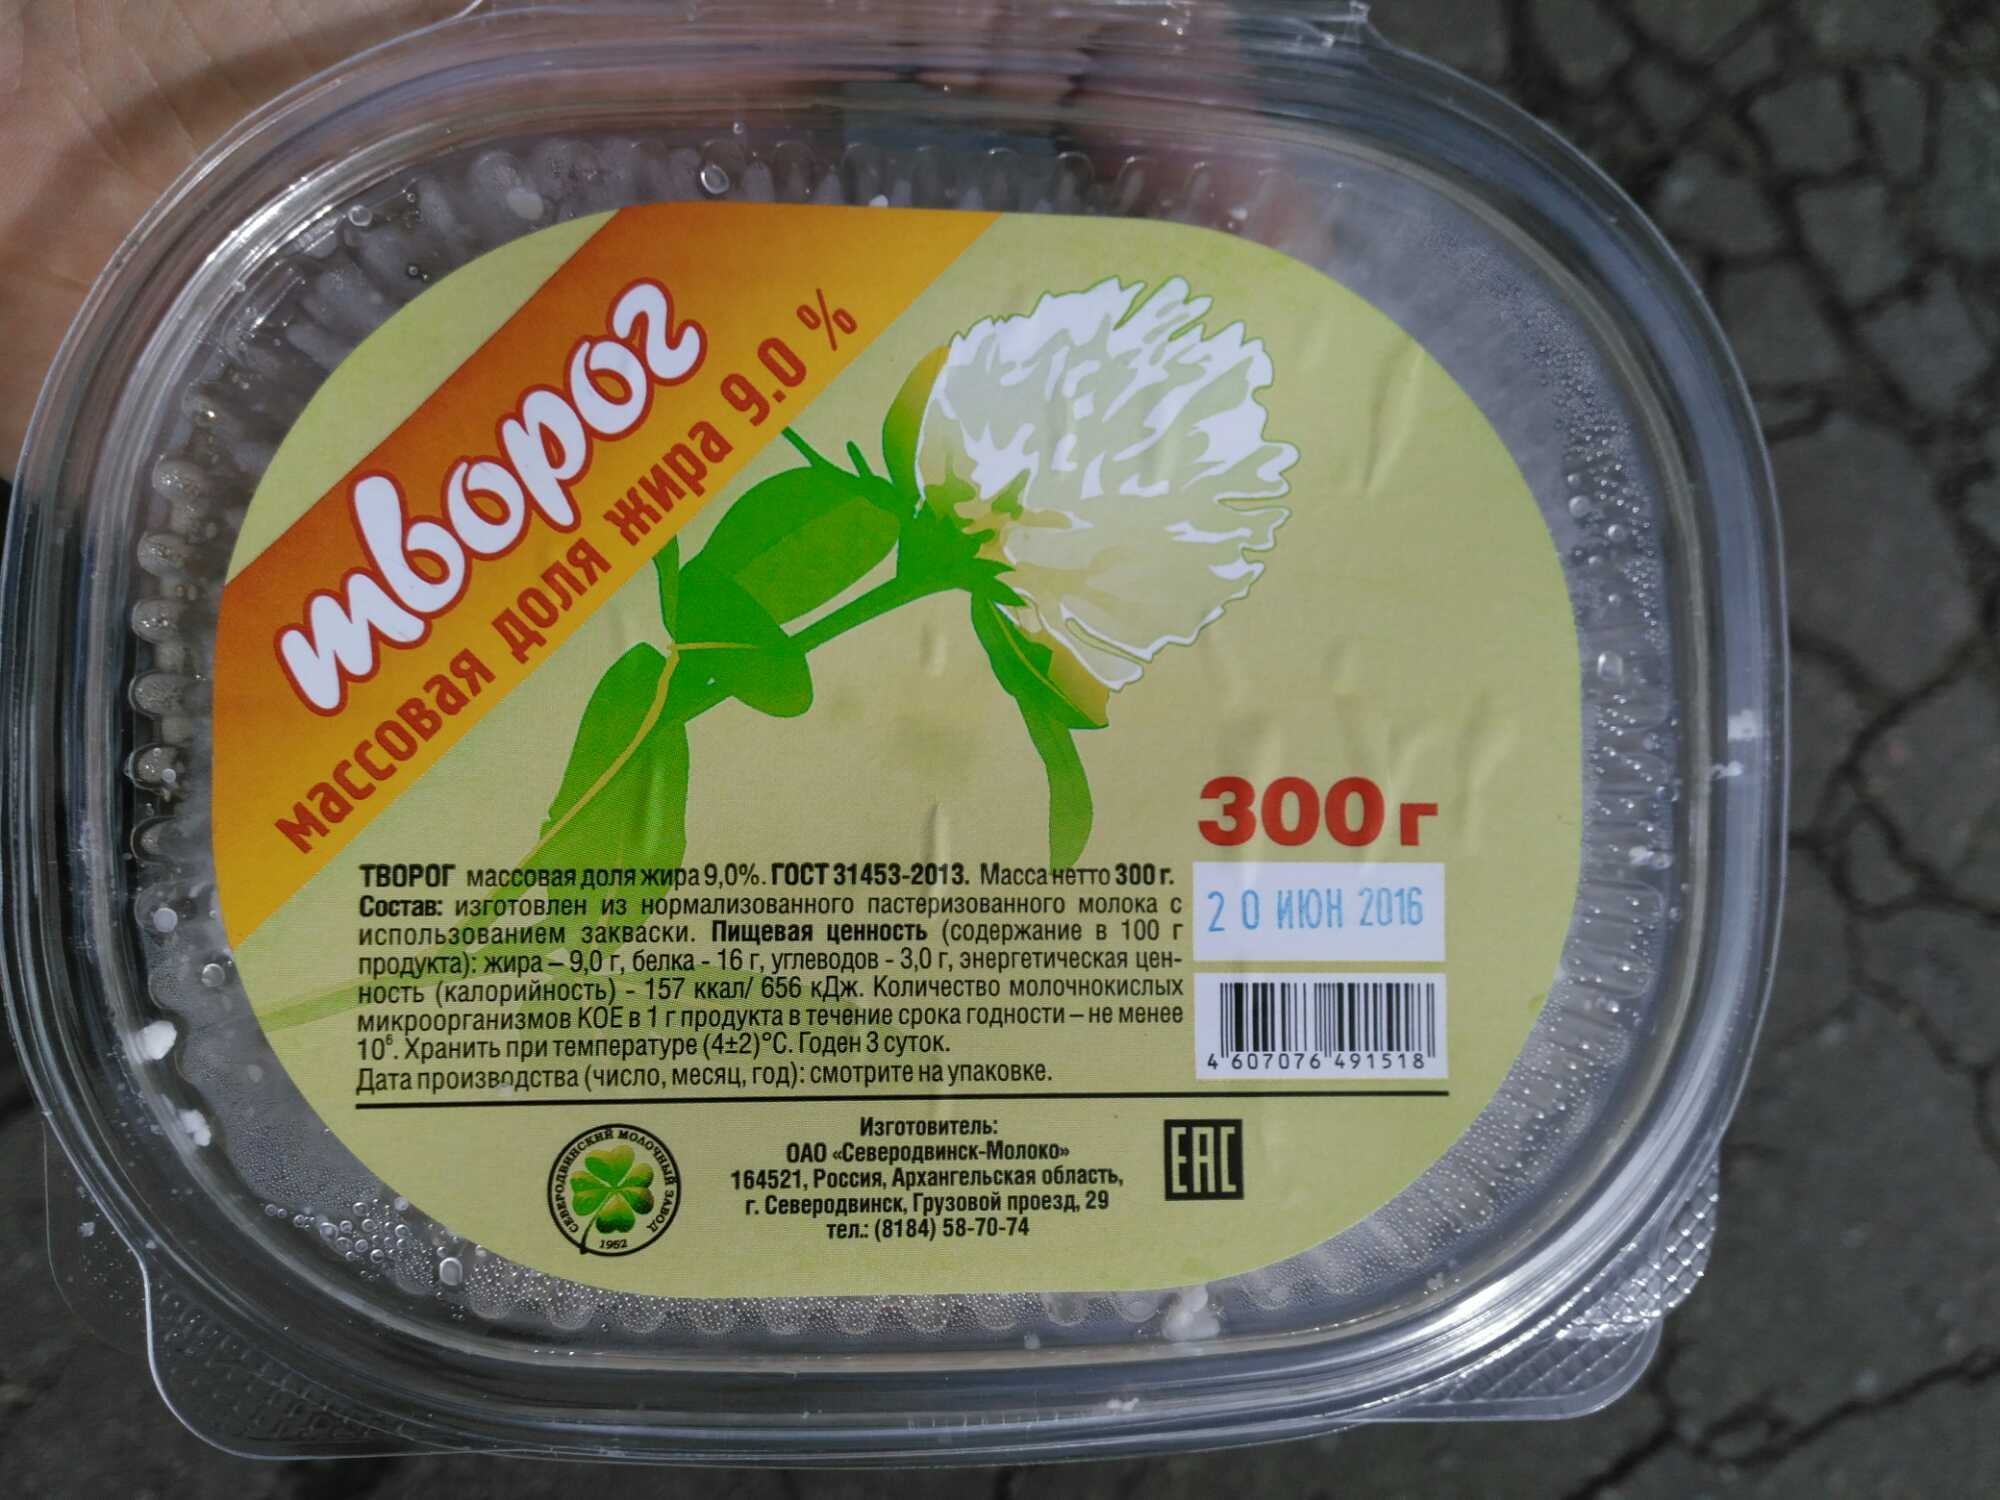 творог
массовая доля жира 9.0 %
300 г
ТВОРОГ массовая доля жира 9,0%. ГОСТ 31453-2013. Масса нетто 300 г.
Состав: изготовлен из нормализованного пастеризованного молока с
использованием закваски. Пищевая ценность (содержание в 100 г
продукта): жира – 9,0 г, белка - 16 г, углеводов - 3,0 г, энергетическая цен-
ность (калорийность) - 157 ккал/ 656 кДж. Количество молочнокислых
микроорганизмов КОЕ в 1 г продукта в течение срока годности – не менее
10⁶. Хранить при температуре (4±2)°С. Годен 3 суток.
Дата производства (число, месяц, год): смотрите на упаковке.
20 ИЮН 2016
4 607076 491518
СЕВЕРОДВИНСКИЙ МОЛОЧНЫЙ ЗАВОД
1962
Изготовитель:
ОАО «Северодвинск-Молоко»
164521, Россия, Архангельская область,
г. Северодвинск, Грузовой проезд, 29
тел.: (8184) 58-70-74
ЕАС